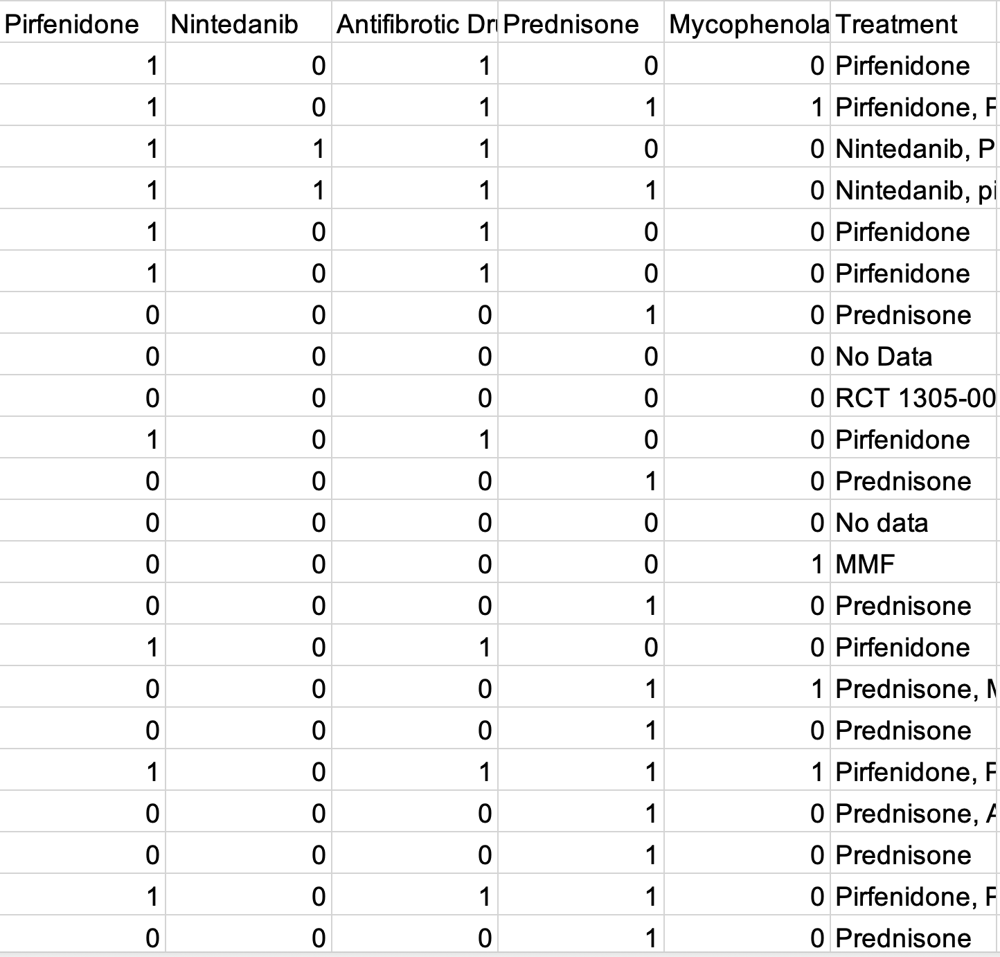 Pirfenidone Nintedanib Antifibrotic Dru Prednisone Mycophenola Treatment
1 0 1 0 0 Pirfenidone
1 0 1 1 1 Pirfenidone, P
1 1 1 0 0 Nintedanib, P
1 1 1 1 0 Nintedanib, pi
1 0 1 0 0 Pirfenidone
1 0 1 0 0 Pirfenidone
0 0 0 1 0 Prednisone
0 0 0 0 0 No Data
0 0 0 0 0 RCT 1305-00
1 0 1 0 0 Pirfenidone
0 0 0 1 0 Prednisone
0 0 0 0 0 No data
0 0 0 0 1 MMF
0 0 0 1 0 Prednisone
1 0 1 0 0 Pirfenidone
0 0 0 1 1 Prednisone, M
0 0 0 1 0 Prednisone
1 0 1 1 1 Pirfenidone, P
0 0 0 1 0 Prednisone, A
0 0 0 1 0 Prednisone
1 0 1 1 0 Pirfenidone, P
0 0 0 1 0 Prednisone